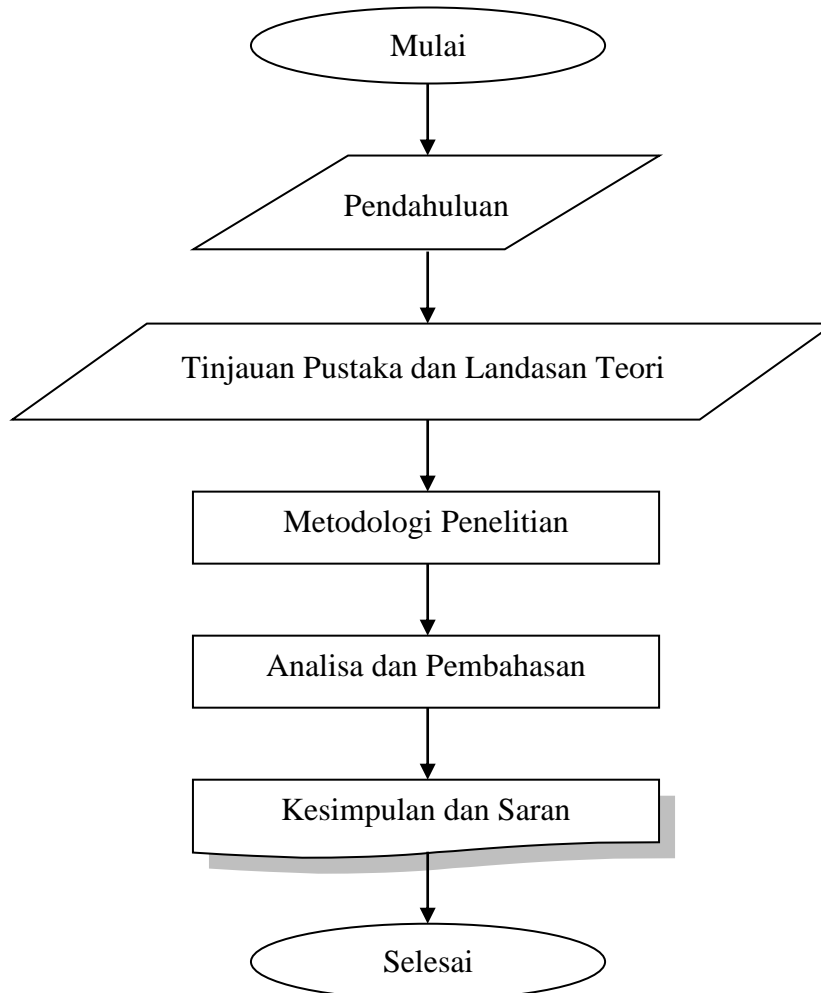 Mulai
Pendahuluan
Tinjauan Pustaka dan Landasan Teori
Metodologi Penelitian
Analisa dan Pembahasan
Kesimpulan dan Saran
Selesai